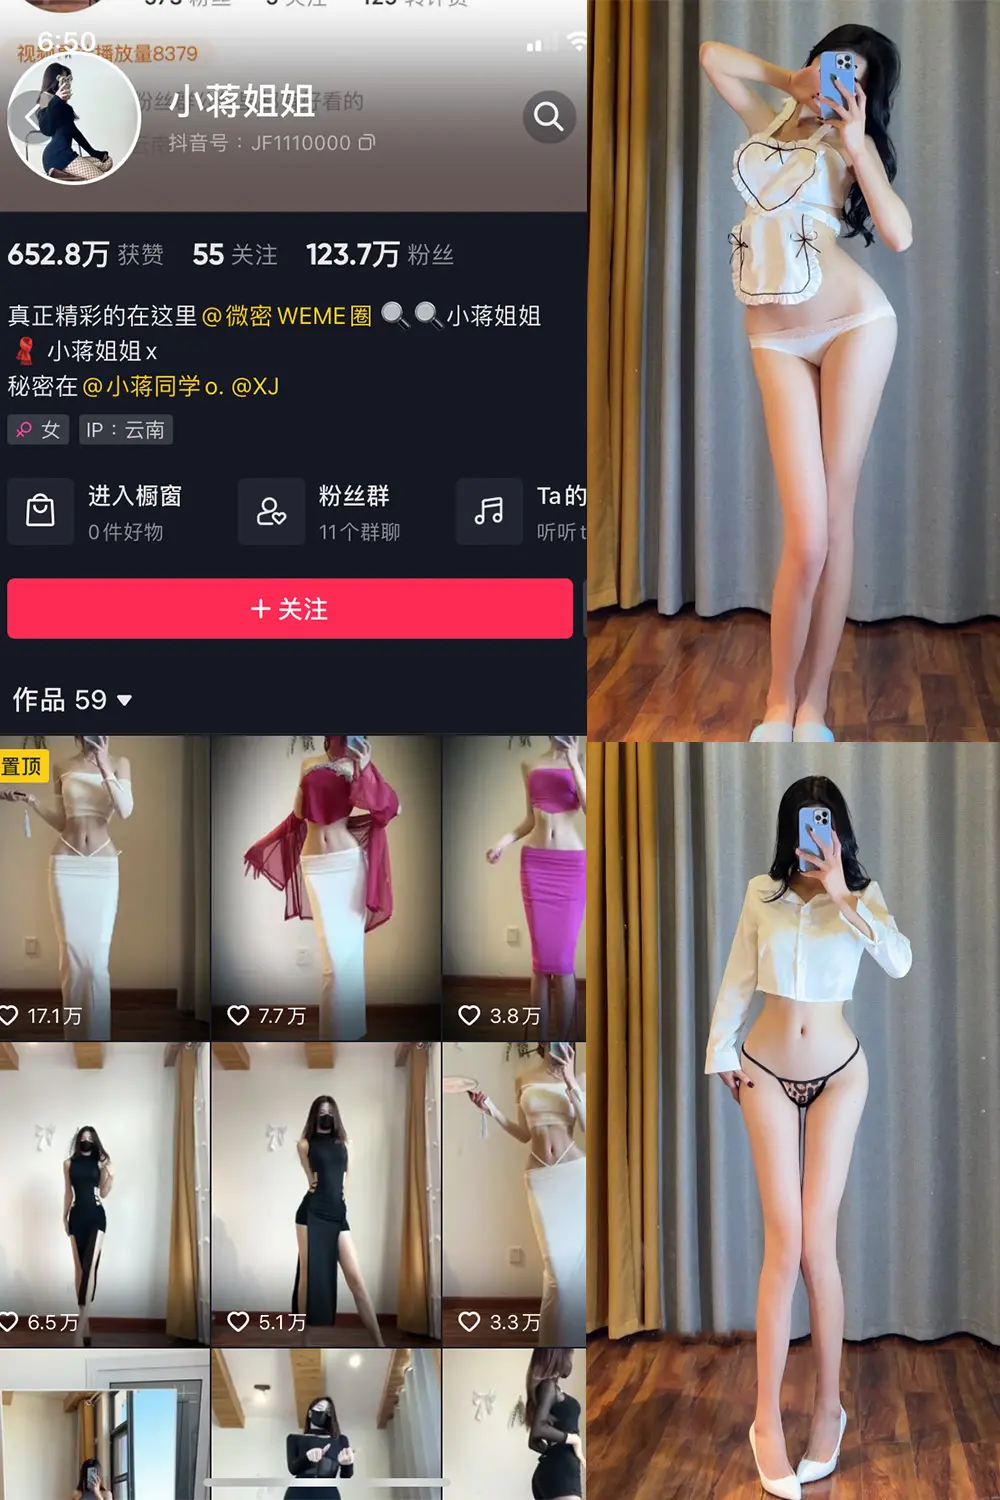 6:50
播放量8379
小蒋姐姐
抖音号：JF1110000
652.8万 获赞 55 关注 123.7万 粉丝
真正精彩的在这里@微密 WEME圈 小蒋姐姐
小蒋姐姐x
秘密在@小蒋同学o. @XJ
女 IP：云南
进入橱窗
0件好物
粉丝群
11个群聊
Ta的
听听t
+ 关注
作品 59
置顶
17.1万 7.7万 3.8万
6.5万 5.1万 3.3万